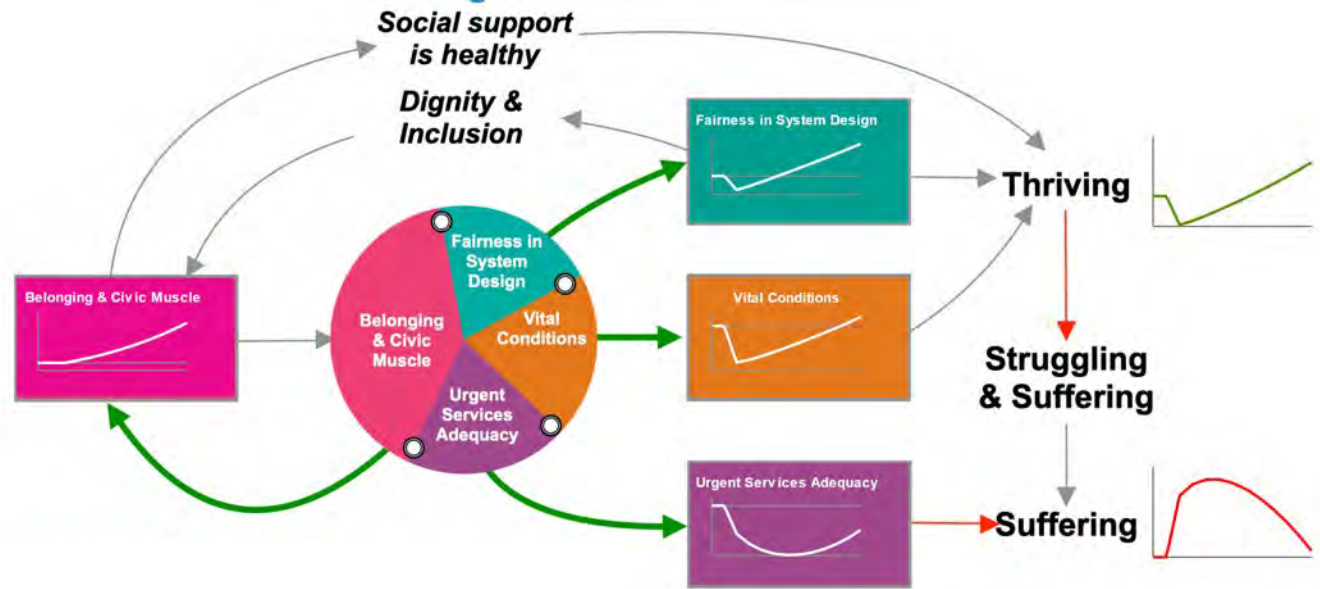 Social support
is healthy
Dignity &
Inclusion
Fairness in System Design
Thriving
Fairness in
System
Design
Belonging & Civic Muscle
Belonging
& Civic
Muscle
Vital
Conditions
Vital Conditions
Struggling
& Suffering
Urgent
Services
Adequacy
Urgent Services Adequacy
Suffering